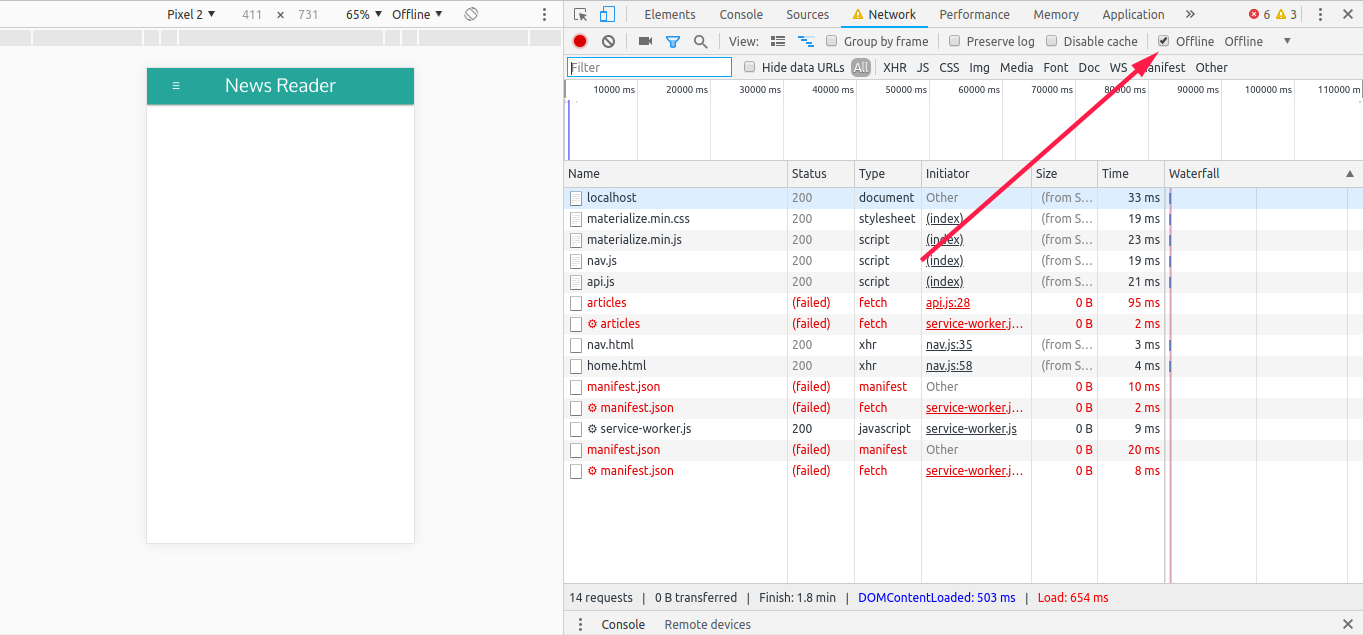 Pixel 2 ▼ 411 × 731 65% ▼ Offline ▼
Elements Console Sources Network Performance Memory Application » 6 3
View: Group by frame Preserve log Disable cache Offline Offline ▼
Filter Hide data URLs All XHR JS CSS Img Media Font Doc WS Manifest Other
10000 ms 20000 ms 30000 ms 40000 ms 50000 ms 60000 ms 70000 ms 80000 ms 90000 ms 100000 ms 110000 m
News Reader
Name Status Type Initiator Size Time Waterfall ▲
localhost 200 document Other (from S... 33 ms
materialize.min.css 200 stylesheet (index) (from S... 19 ms
materialize.min.js 200 script (index) (from S... 23 ms
nav.js 200 script (index) (from S... 19 ms
api.js 200 script (index) (from S... 21 ms
articles (failed) fetch api.js:28 0 B 95 ms
articles (failed) fetch service-worker.j... 0 B 2 ms
nav.html 200 xhr nav.js:35 (from S... 3 ms
home.html 200 xhr nav.js:58 (from S... 4 ms
manifest.json (failed) manifest Other 0 B 10 ms
manifest.json (failed) fetch service-worker.j... 0 B 2 ms
service-worker.js 200 javascript service-worker.js 0 B 9 ms
manifest.json (failed) manifest Other 0 B 20 ms
manifest.json (failed) fetch service-worker.j... 0 B 8 ms
14 requests | 0 B transferred | Finish: 1.8 min | DOMContentLoaded: 503 ms | Load: 654 ms
Console Remote devices